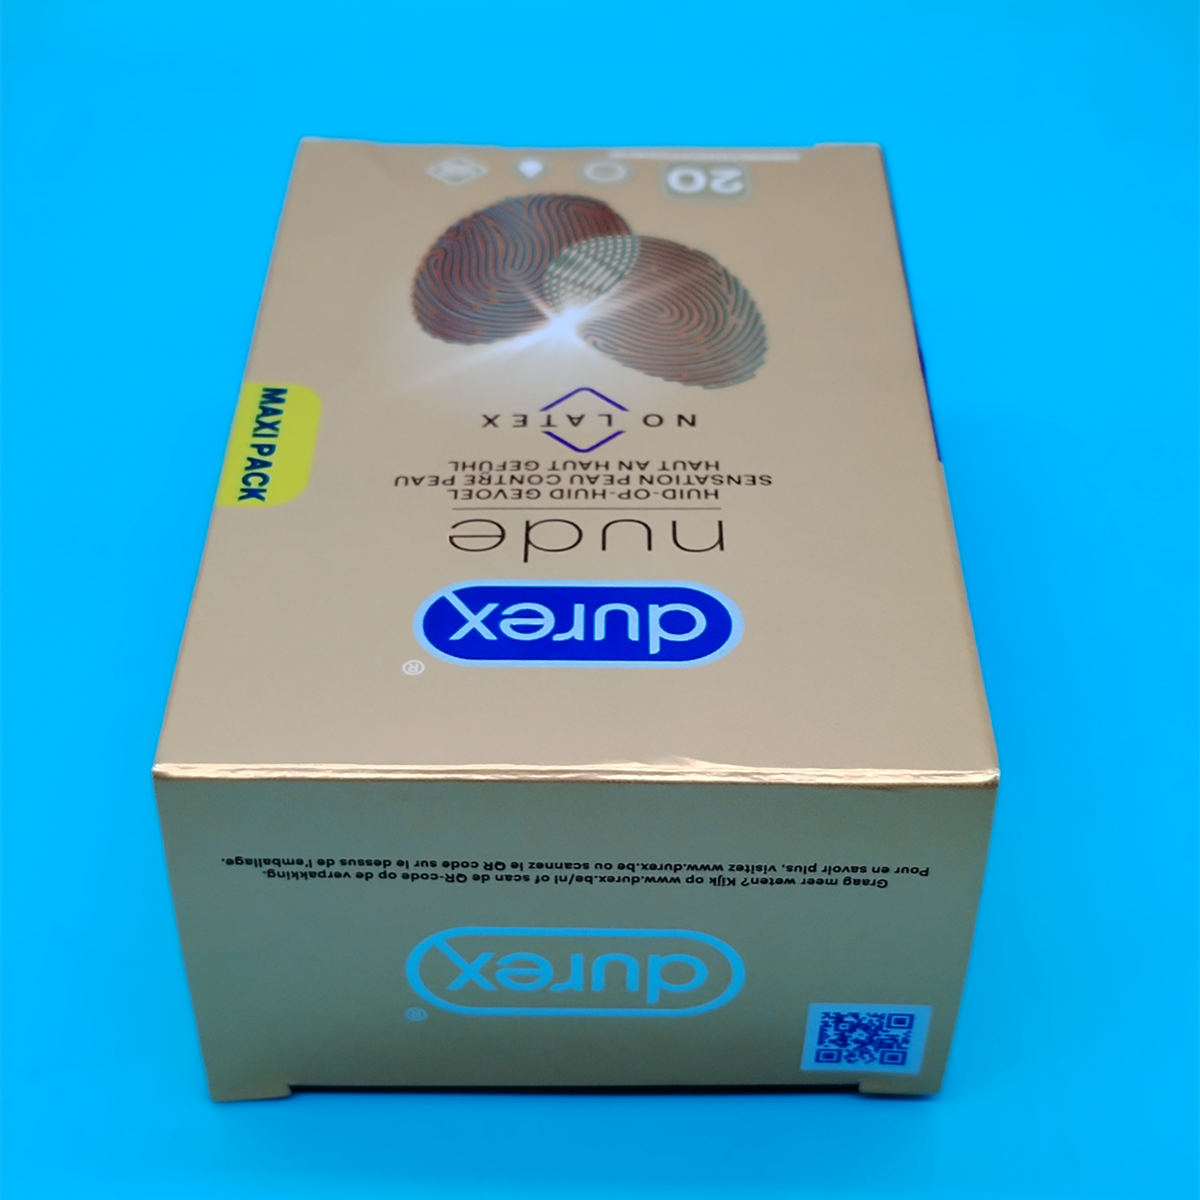 durex
®
nude
HUID-OP-HUID GEVOEL
SENSATION PEAU CONTRE PEAU
HAUT AN HAUT GEFÜHL
NO LATEX
20
MAXI PACK
durex
®
Graag meer weten? Kijk op www.durex.be/nl of scan de QR-code op de verpakking.
Pour en savoir plus, visitez www.durex.be ou scannez le QR code sur le dessus de l'emballage.